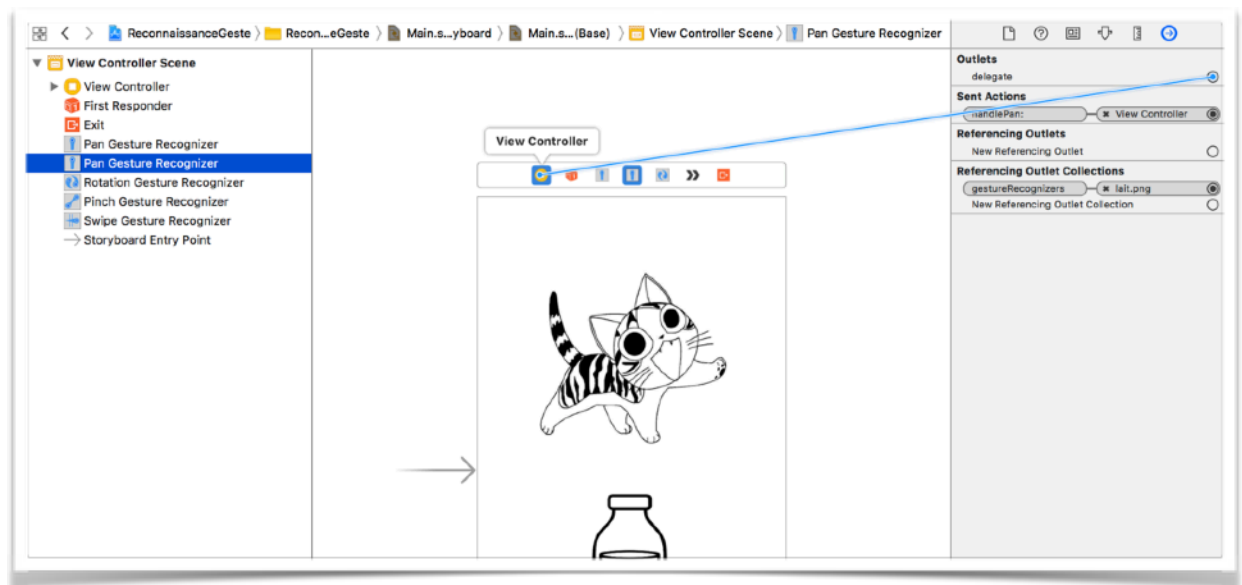 ReconnaissanceGeste 〉 Recon...eGeste 〉 Main.s...yboard 〉 Main.s...(Base) 〉 View Controller Scene 〉 Pan Gesture Recognizer
View Controller Scene
View Controller
First Responder
Exit
Pan Gesture Recognizer
Pan Gesture Recognizer
Rotation Gesture Recognizer
Pinch Gesture Recognizer
Swipe Gesture Recognizer
Storyboard Entry Point
View Controller
Outlets
delegate
Sent Actions
handlePan: View Controller
Referencing Outlets
New Referencing Outlet
Referencing Outlet Collections
gestureRecognizers lait.png
New Referencing Outlet Collection